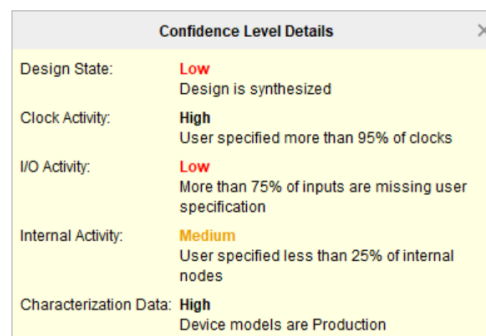 Confidence Level Details
Design State: Low
Design is synthesized
Clock Activity: High
User specified more than 95% of clocks
I/O Activity: Low
More than 75% of inputs are missing user
specification
Internal Activity: Medium
User specified less than 25% of internal
nodes
Characterization Data: High
Device models are Production